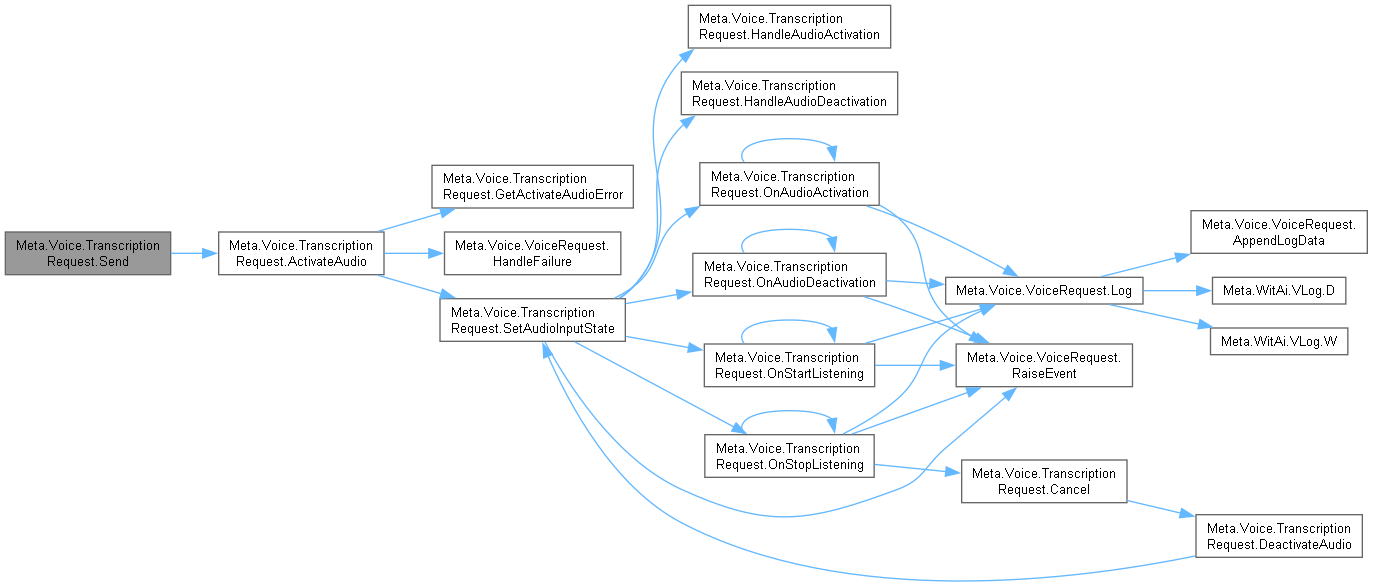 Meta.Voice.Transcription
Request.Send
Meta.Voice.Transcription
Request.ActivateAudio
Meta.Voice.Transcription
Request.GetActivateAudioError
Meta.Voice.VoiceRequest.
HandleFailure
Meta.Voice.Transcription
Request.SetAudioInputState
Meta.Voice.Transcription
Request.HandleAudioActivation
Meta.Voice.Transcription
Request.HandleAudioDeactivation
Meta.Voice.Transcription
Request.OnAudioActivation
Meta.Voice.Transcription
Request.OnAudioDeactivation
Meta.Voice.Transcription
Request.OnStartListening
Meta.Voice.Transcription
Request.OnStopListening
Meta.Voice.VoiceRequest.Log
Meta.Voice.VoiceRequest.
RaiseEvent
Meta.Voice.Transcription
Request.Cancel
Meta.Voice.VoiceRequest.
AppendLogData
Meta.WitAi.VLog.D
Meta.WitAi.VLog.W
Meta.Voice.Transcription
Request.DeactivateAudio